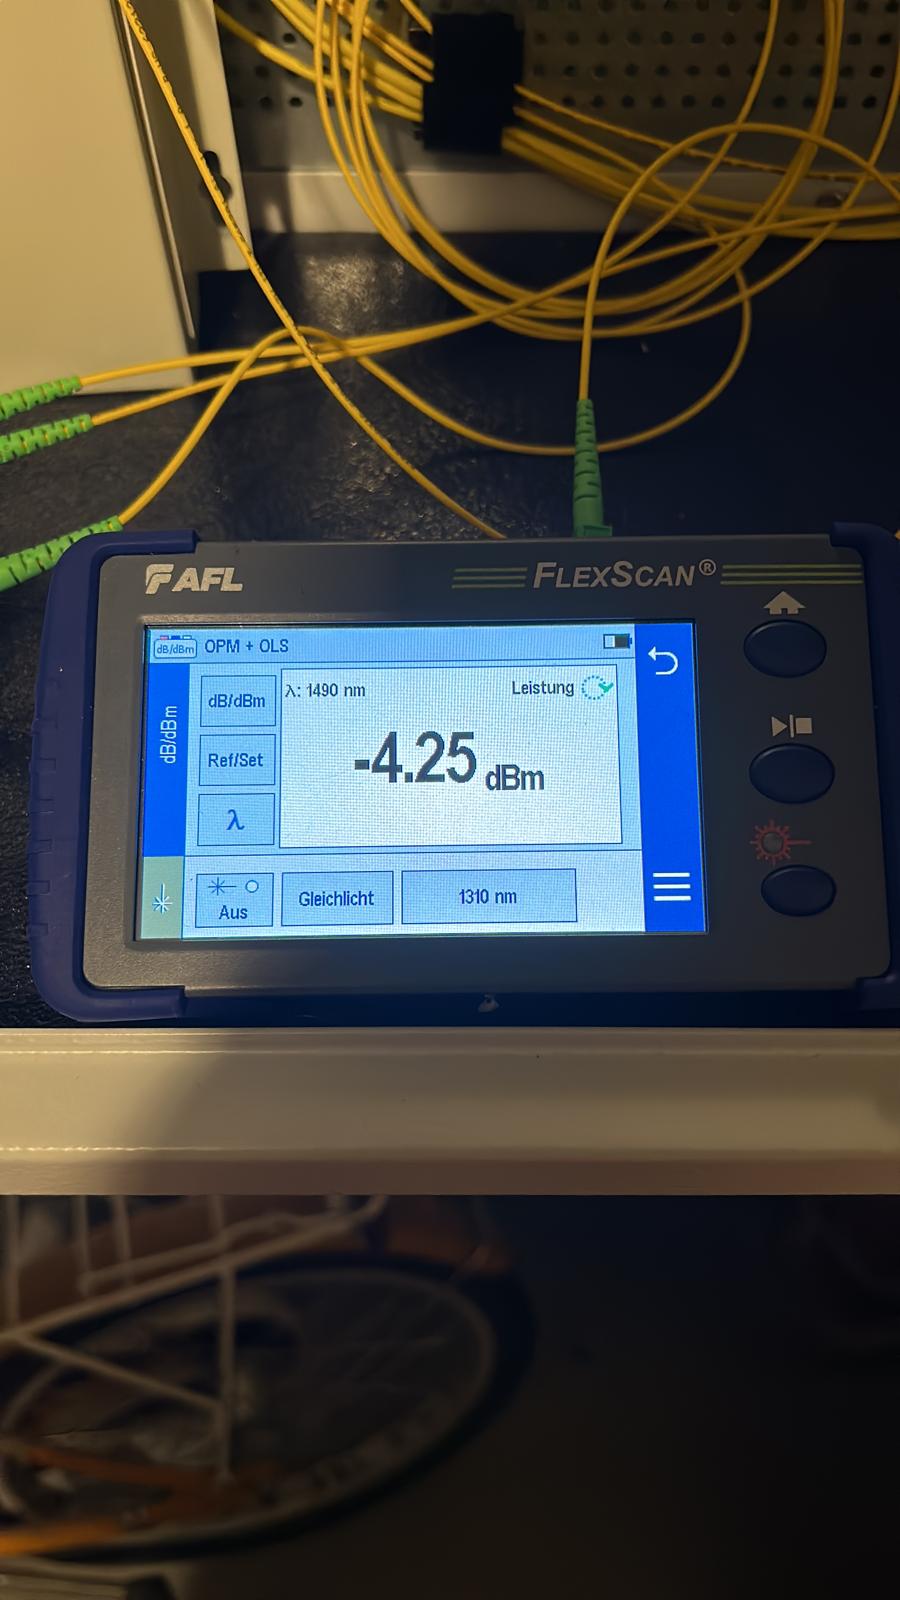 AFL
FLEXSCAN®
dB/dBm OPM + OLS
dB/dBm
dB/dBm
λ: 1490 nm
Leistung
Ref/Set
-4.25 dBm
λ
Aus
Gleichlicht
1310 nm